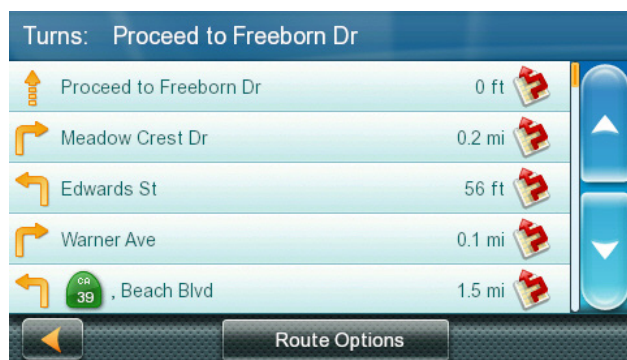 Turns: Proceed to Freeborn Dr
Proceed to Freeborn Dr 0 ft
Meadow Crest Dr 0.2 mi
Edwards St 56 ft
Warner Ave 0.1 mi
CA 39 , Beach Blvd 1.5 mi
Route Options